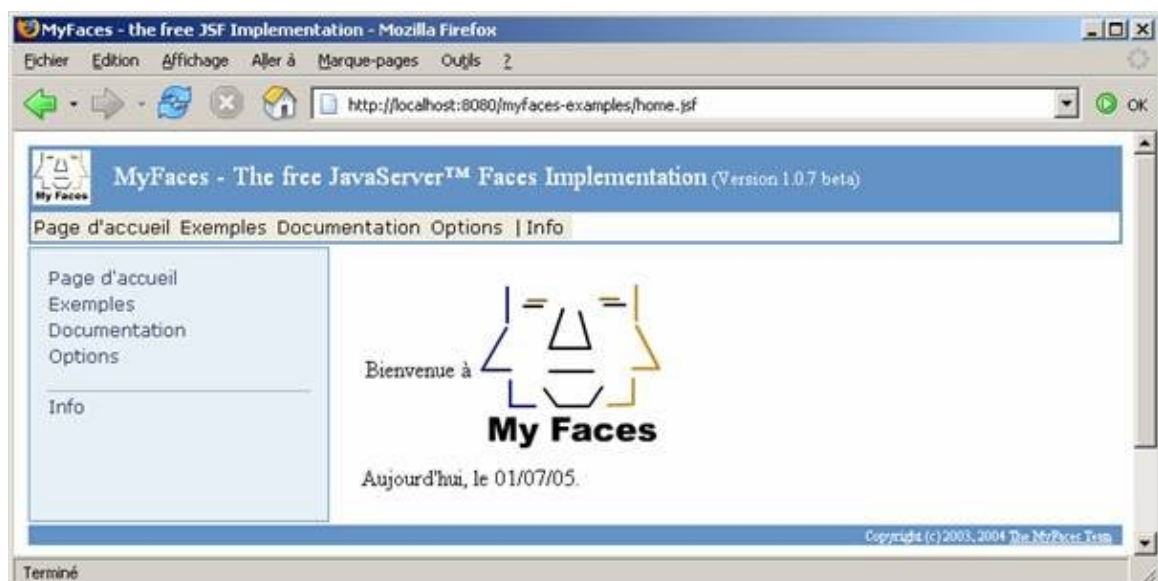 MyFaces - the free JSF Implementation - Mozilla Firefox
Fichier Edition Affichage Aller à Marque-pages Outils ?
http://localhost:8080/myfaces-examples/home.jsf OK
My Faces
MyFaces - The free JavaServer™ Faces Implementation (Version 1.0.7 beta)
Page d'accueil Exemples Documentation Options | Info
Page d'accueil
Exemples
Documentation
Options
Info
Bienvenue à
My Faces
Aujourd'hui, le 01/07/05.
Copyright (c) 2003, 2004 The MyFaces Team
Terminé